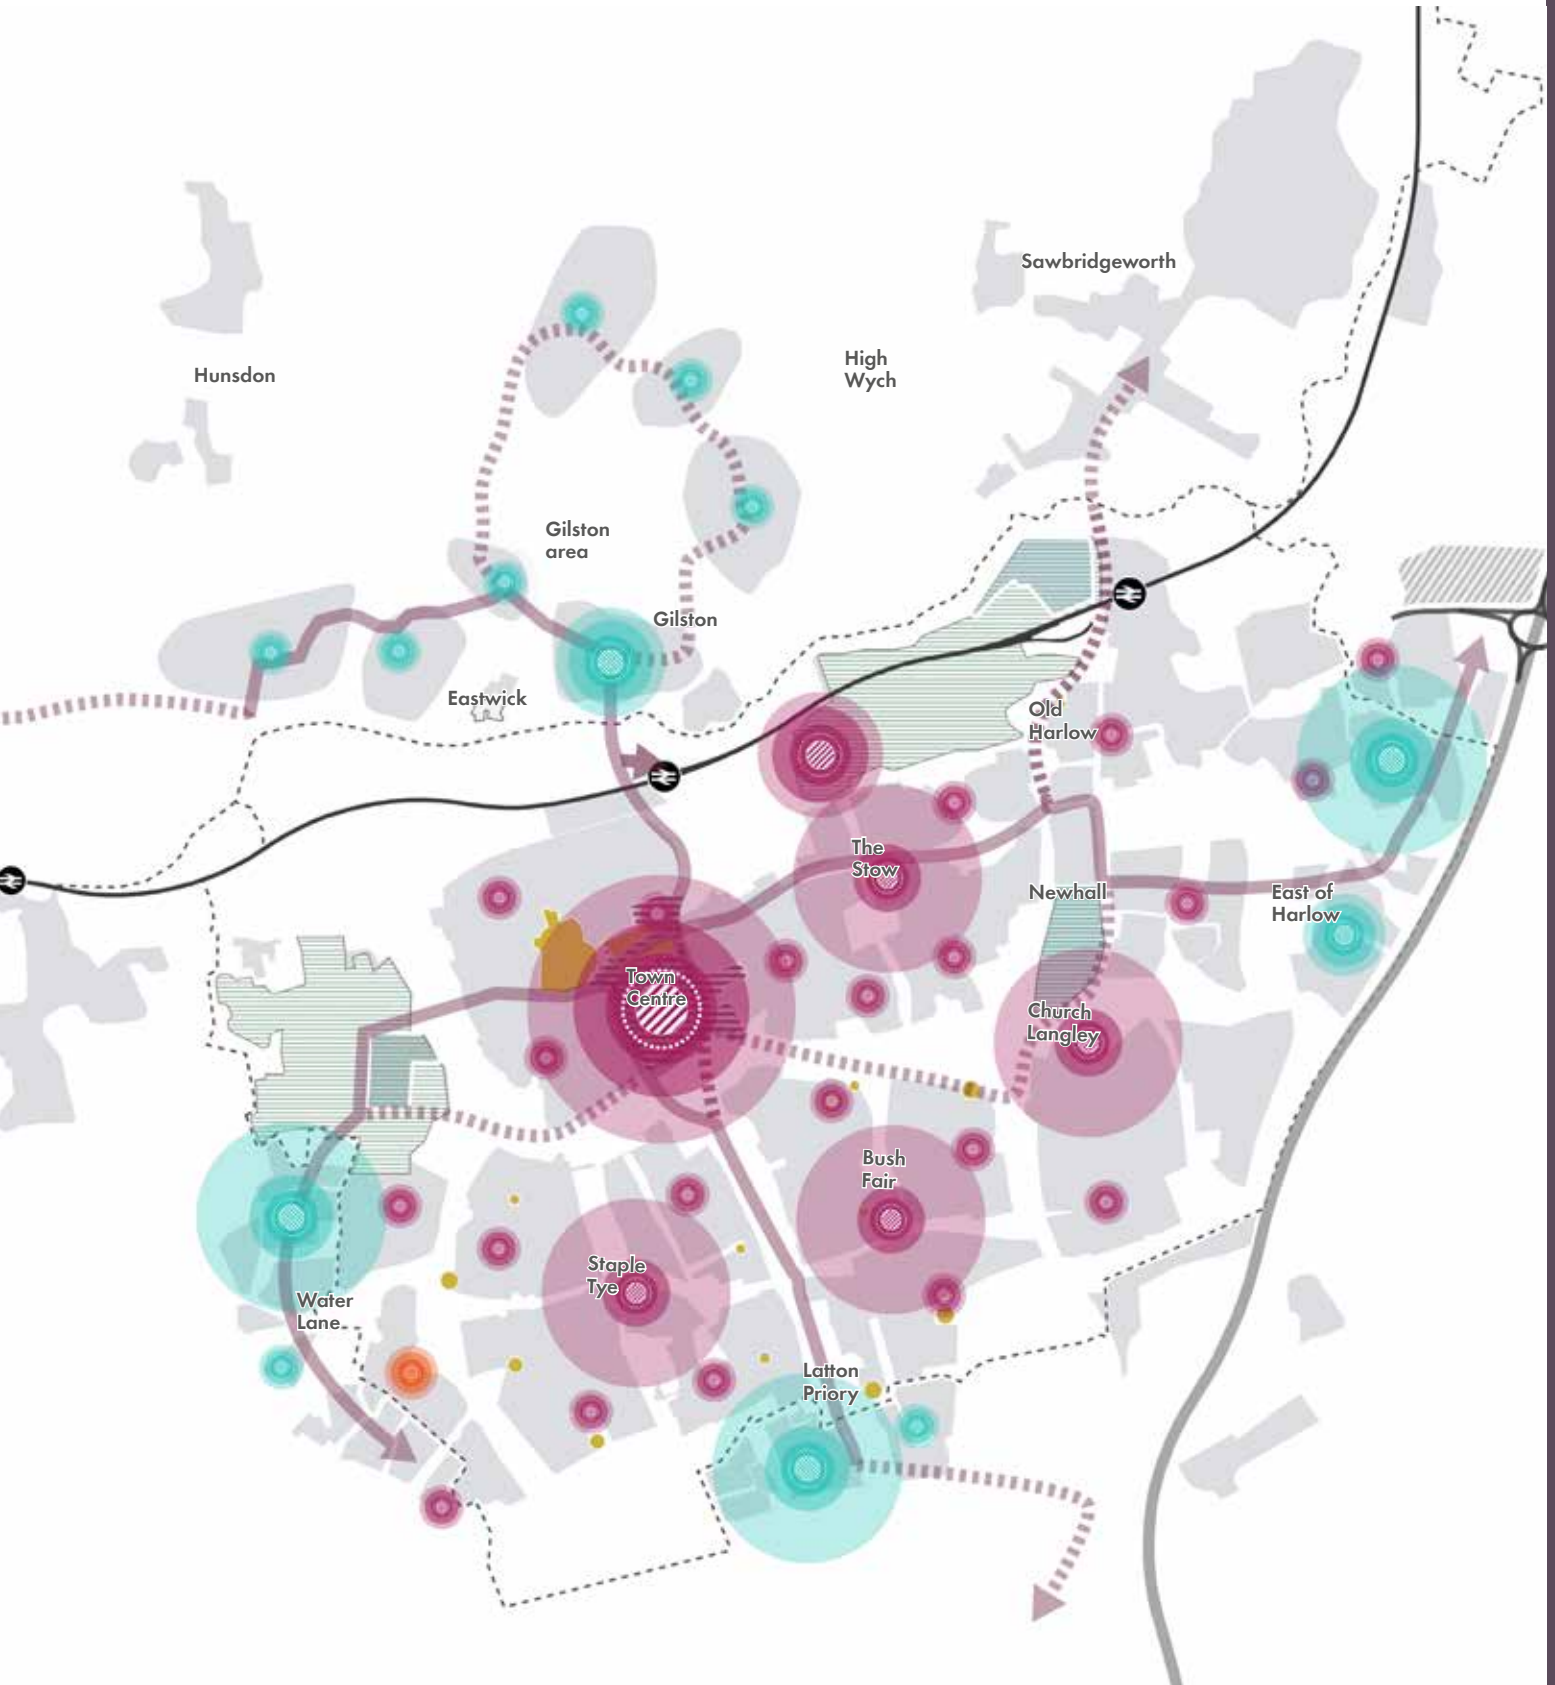 Sawbridgeworth
High
Wych
Hunsdon
Gilston
area
Gilston
Eastwick
Old
Harlow
The
Stow
Newhall
East of
Harlow
Town
Centre
Church
Langley
Bush
Fair
Staple
Tye
Water
Lane
Latton
Priory